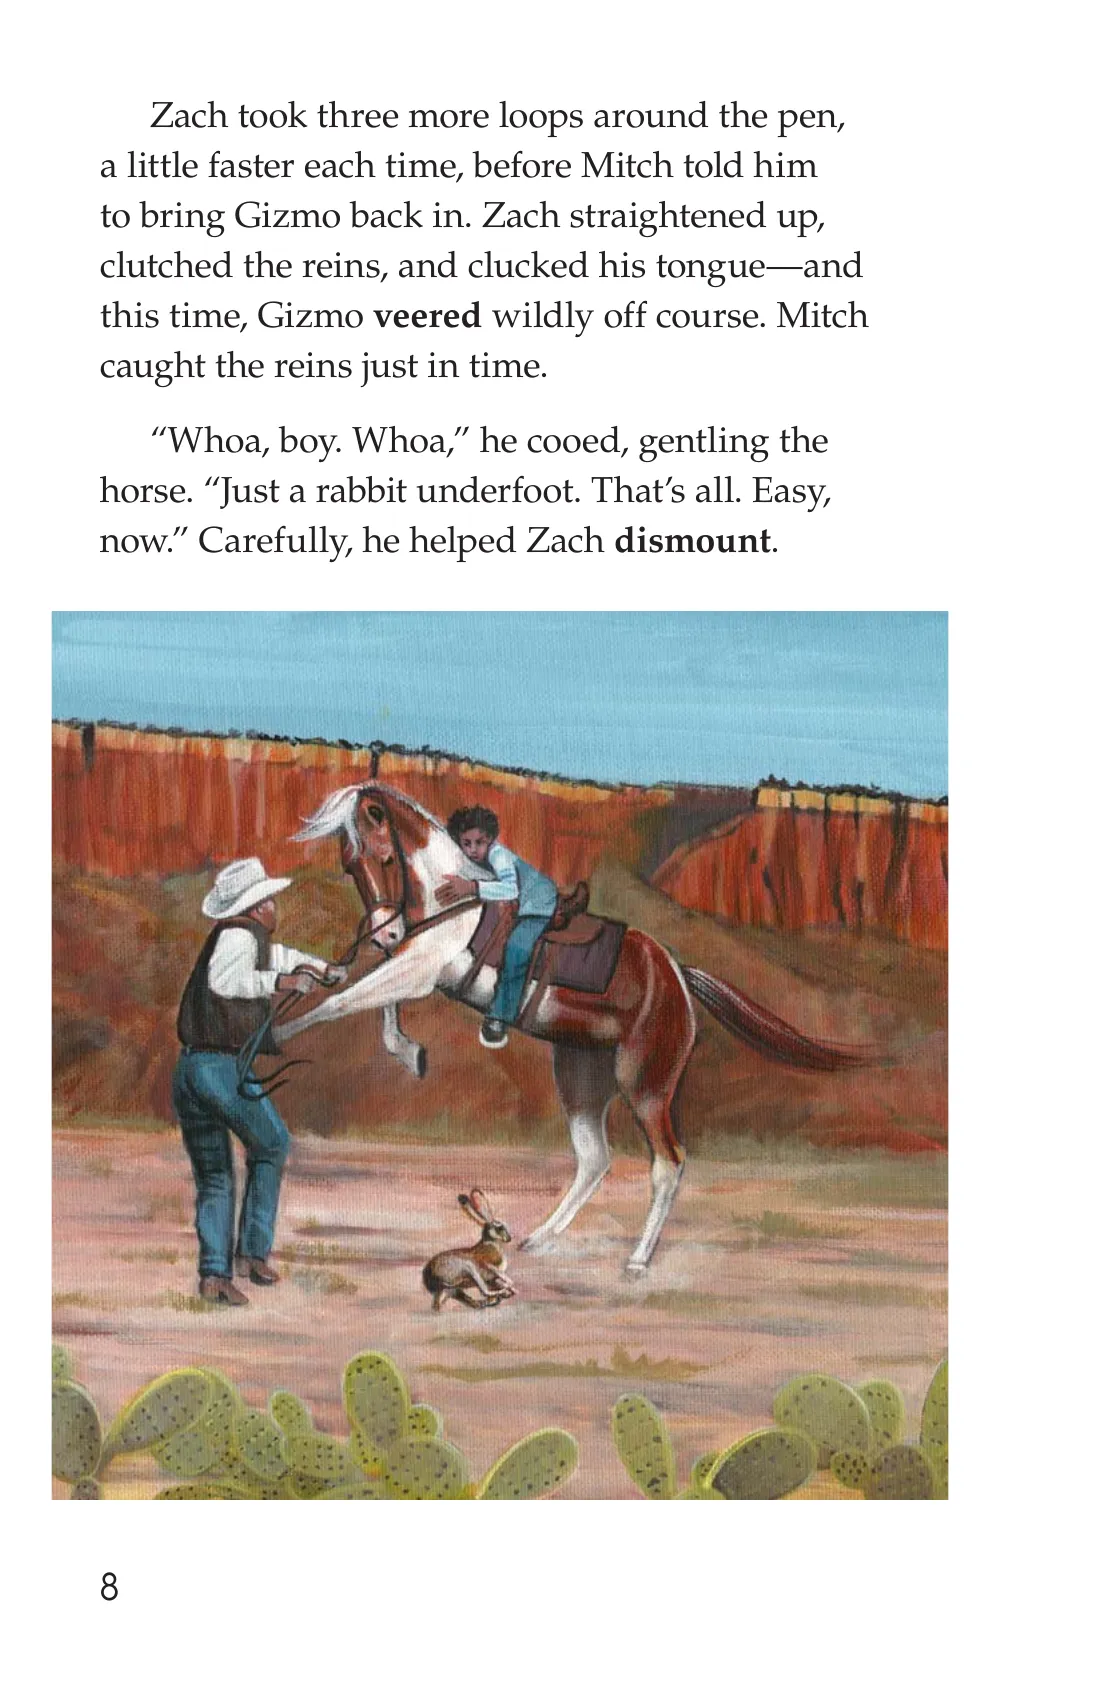 Zach took three more loops around the pen,
a little faster each time, before Mitch told him
to bring Gizmo back in. Zach straightened up,
clutched the reins, and clucked his tongue—and
this time, Gizmo veered wildly off course. Mitch
caught the reins just in time.
“Whoa, boy. Whoa,” he cooed, gentling the
horse. “Just a rabbit underfoot. That’s all. Easy,
now.” Carefully, he helped Zach dismount.
8